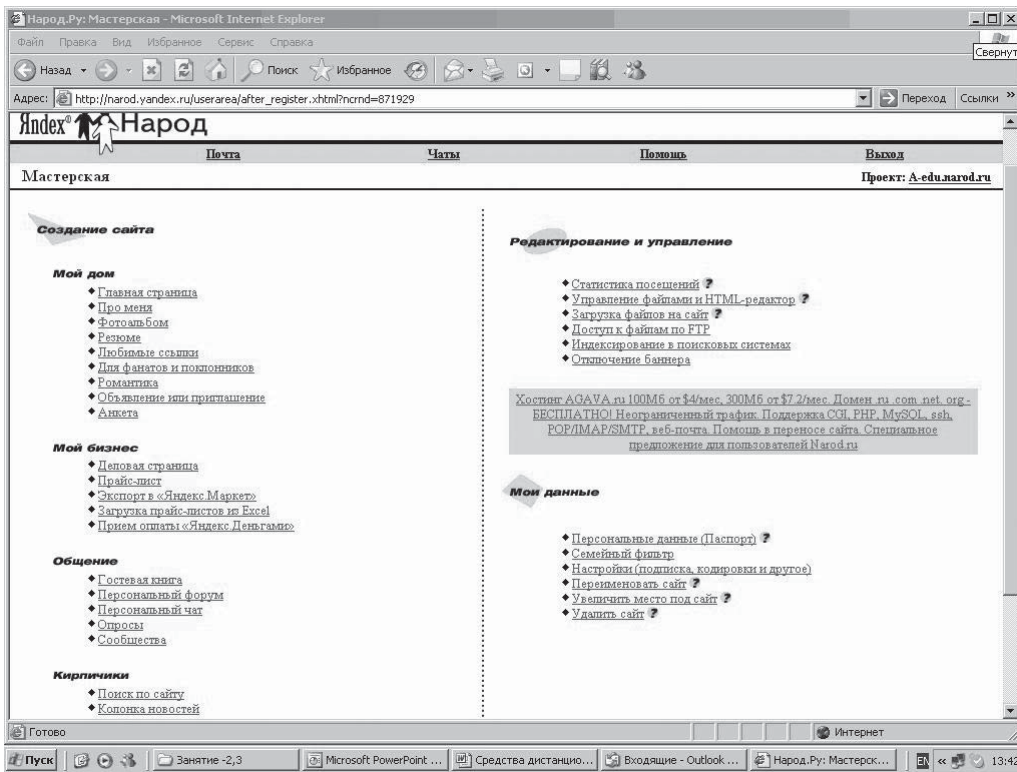 Народ.Ру: Мастерская - Microsoft Internet Explorer
Файл Правка Вид Избранное Сервис Справка
Свернут
Назад Поиск Избранное
Адрес: http://narod.yandex.ru/userarea/after_register.xhtml?ncrnd=871929 Переход Ссылки »
Яndex® Народ
Почта Чаты Помощь Выход
Мастерская Проект: A-edu.narod.ru
Создание сайта
Мой дом
Главная страница
Про меня
Фотоальбом
Резюме
Любимые ссылки
Для фанатов и поклонников
Романтика
Объявление или приглашение
Анкета
Мой бизнес
Деловая страница
Прайс-лист
Экспорт в «Яндекс.Маркет»
Загрузка прайс-листов из Excel
Прием оплаты «Яндекс.Деньгами»
Общение
Гостевая книга
Персональный форум
Персональный чат
Опросы
Сообщества
Кирпичики
Поиск по сайту
Колонка новостей
Редактирование и управление
Статистика посещений ?
Управление файлами и HTML-редактор ?
Загрузка файлов на сайт ?
Доступ к файлам по FTP
Индексирование в поисковых системах
Отключение баннера
Хостинг AGAVA.ru 100Мб от $4/мес, 300Мб от $7.2/мес. Домен .ru .com .net .org -
БЕСПЛАТНО! Неограниченный трафик. Поддержка CGI, PHP, MySQL, ssh,
POP/IMAP/SMTP, веб-почта. Помощь в переносе сайта. Специальное
предложение для пользователей Narod.ru
Мои данные
Персональные данные (Паспорт) ?
Семейный фильтр
Настройки (подписка, кодировки и другое)
Переименовать сайт ?
Увеличить место под сайт ?
Удалить сайт ?
Готово Интернет
Пуск Занятие -2,3 Microsoft PowerPoint ... Средства дистанцио... Входящие - Outlook ... Народ.Ру: Мастерск... EN « 13:42